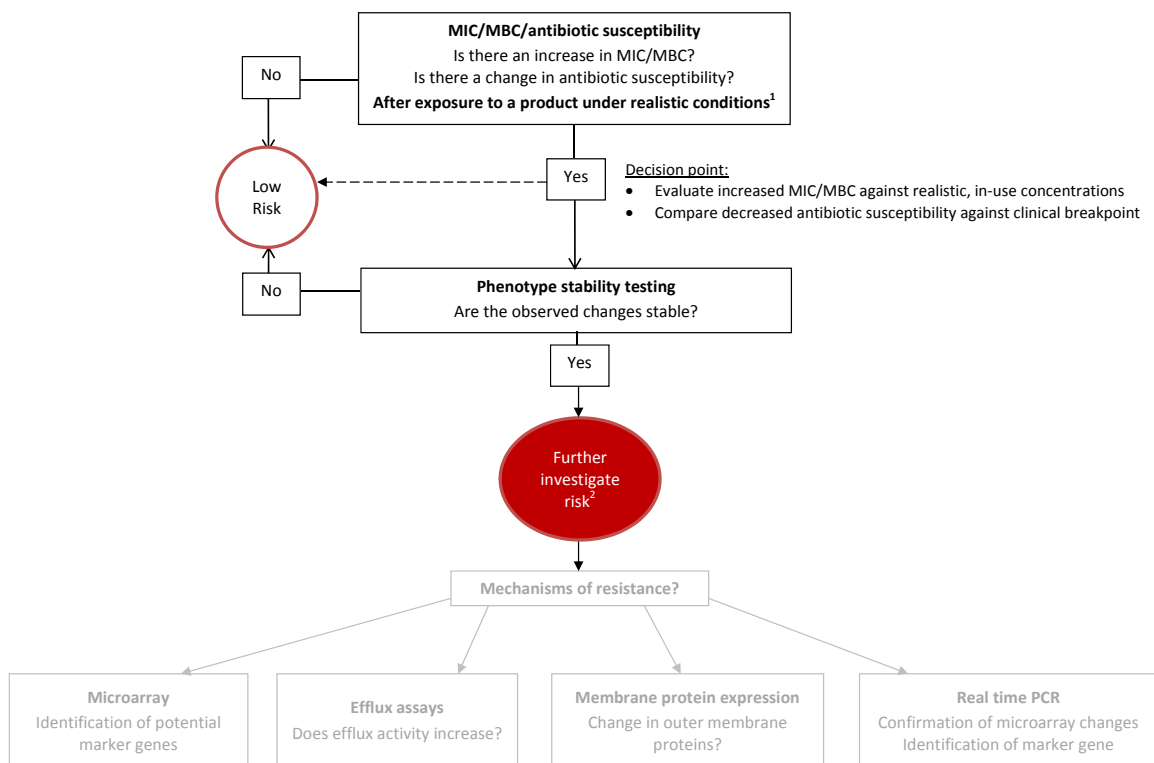 MIC/MBC/antibiotic susceptibility
Is there an increase in MIC/MBC?
Is there a change in antibiotic susceptibility?
After exposure to a product under realistic conditions¹
No
Yes
Low
Risk
Decision point:
• Evaluate increased MIC/MBC against realistic, in-use concentrations
• Compare decreased antibiotic susceptibility against clinical breakpoint
No
Phenotype stability testing
Are the observed changes stable?
Yes
Further
investigate
risk²
Mechanisms of resistance?
Microarray
Identification of potential
marker genes
Efflux assays
Does efflux activity increase?
Membrane protein expression
Change in outer membrane
proteins?
Real time PCR
Confirmation of microarray changes
Identification of marker gene